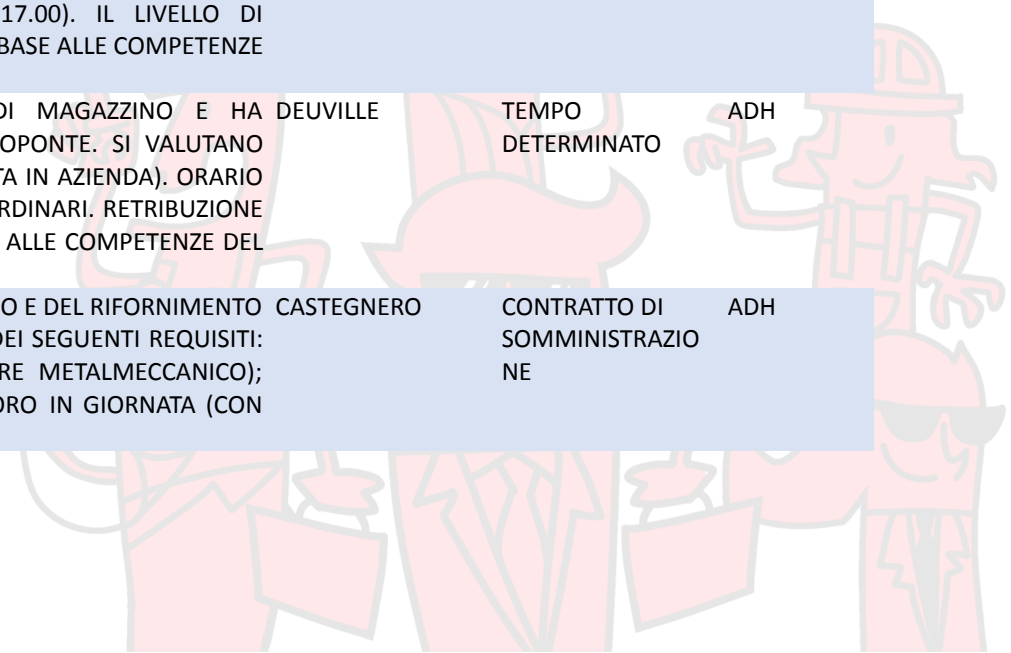 17.00). IL LIVELLO DI
BASE ALLE COMPETENZE
DI MAGAZZINO E HA DEUVILLE TEMPO ADH
OPONTE. SI VALUTANO DETERMINATO
TA IN AZIENDA). ORARIO
RDINARI. RETRIBUZIONE
ALLE COMPETENZE DEL
O E DEL RIFORNIMENTO CASTEGNERO CONTRATTO DI ADH
DEI SEGUENTI REQUISITI: SOMMINISTRAZIO
RE METALMECCANICO); NE
ORO IN GIORNATA (CON